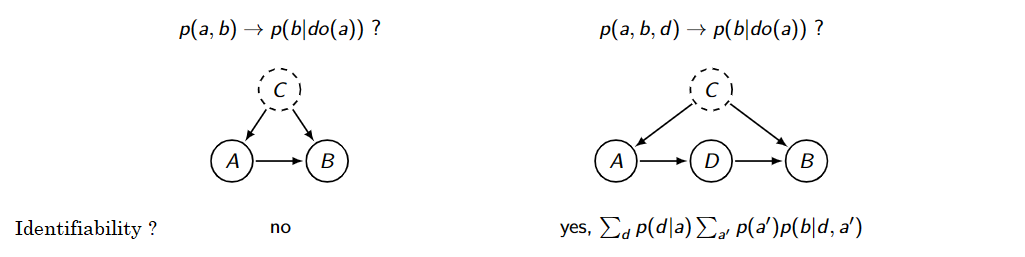 p(a, b) → p(b|do(a)) ?
p(a, b, d) → p(b|do(a)) ?
C
A
B
C
A
D
B
Identifiability ?
no
yes, ∑_d p(d|a) ∑_{a′} p(a′)p(b|d, a′)